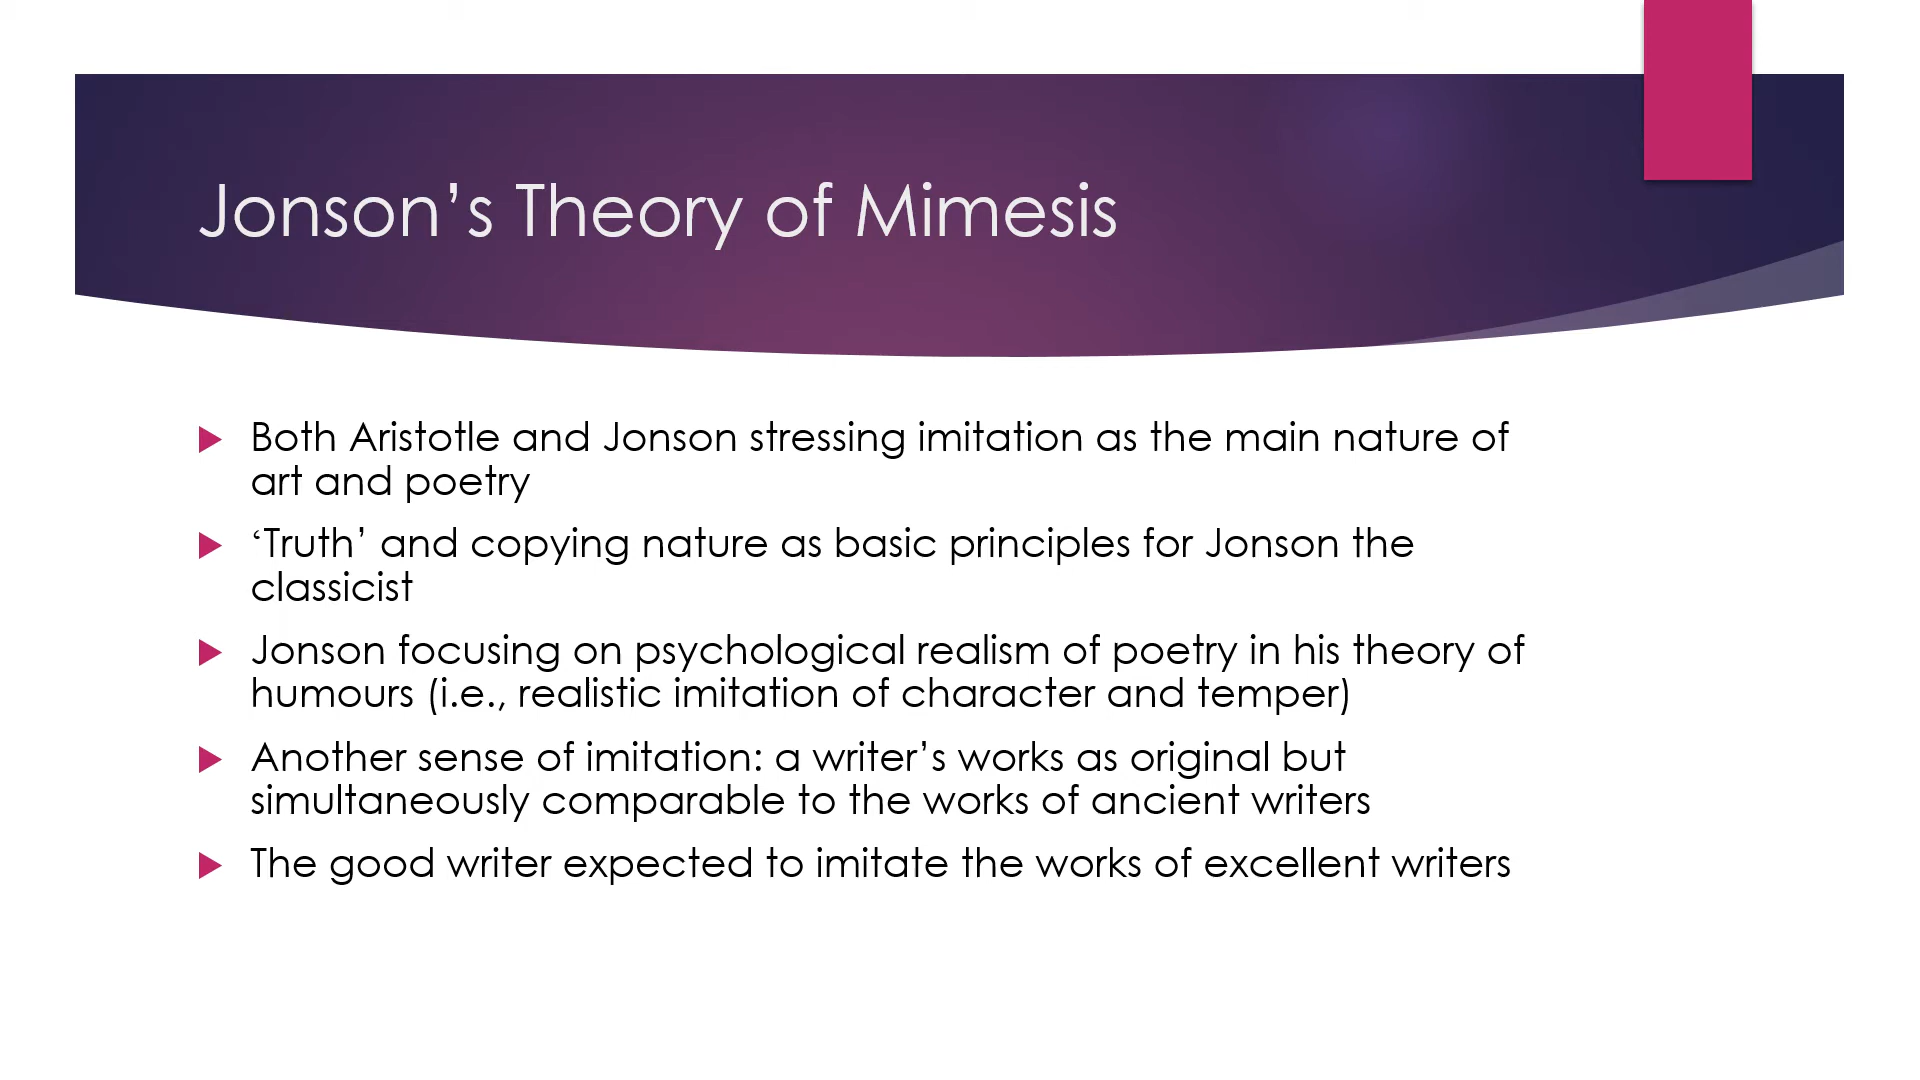 Jonson’s Theory of Mimesis
Both Aristotle and Jonson stressing imitation as the main nature of
art and poetry
‘Truth’ and copying nature as basic principles for Jonson the
classicist
Jonson focusing on psychological realism of poetry in his theory of
humours (i.e., realistic imitation of character and temper)
Another sense of imitation: a writer’s works as original but
simultaneously comparable to the works of ancient writers
The good writer expected to imitate the works of excellent writers